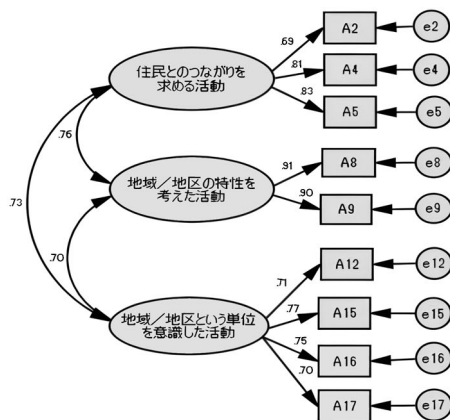 .69
A2
e2
住民とのつながりを
求める活動
.81
A4
e4
.83
A5
e5
.76
.91
A8
e8
地域／地区の特性を
考えた活動
.90
A9
e9
.73
.70
.71
A12
e12
地域／地区という単位
を意識した活動
.77
A15
e15
.75
A16
e16
.70
A17
e17